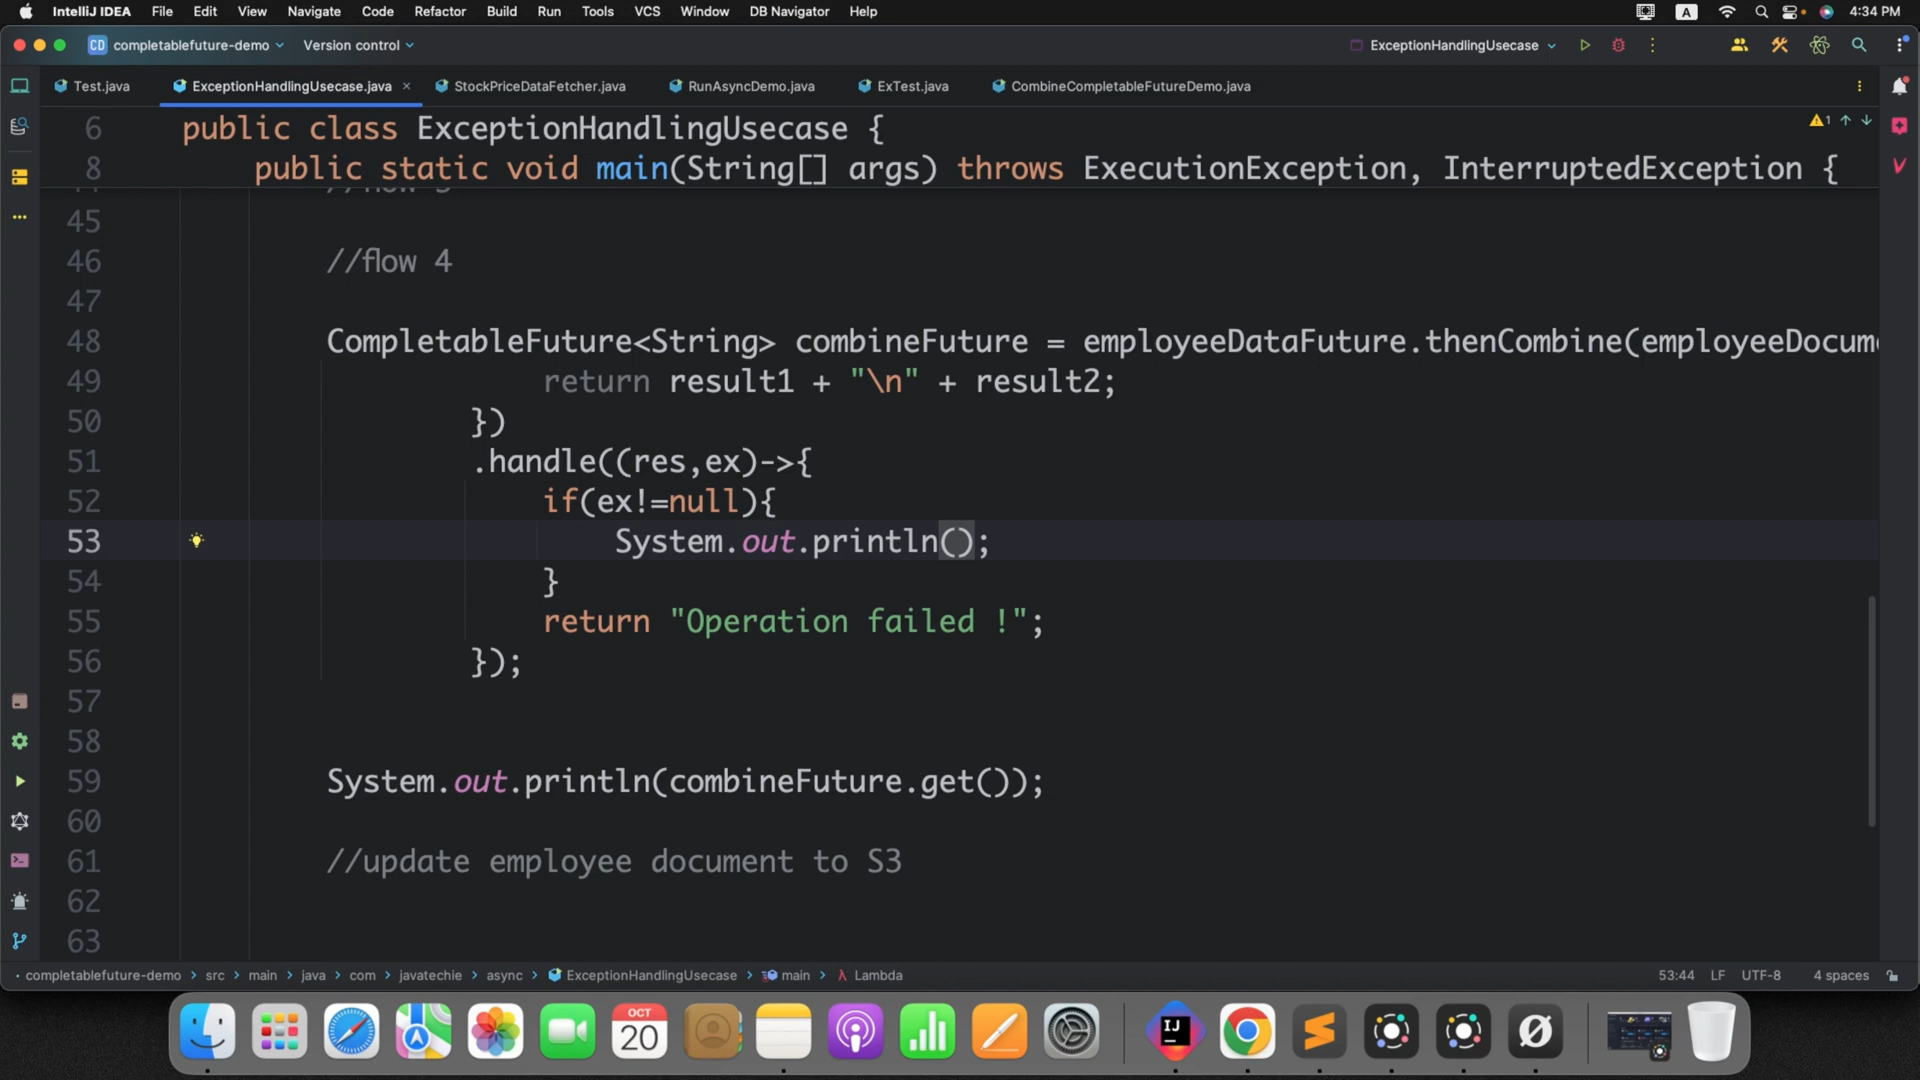 IntelliJ IDEA File Edit View Navigate Code Refactor Build Run Tools VCS Window DB Navigator Help A 4:34 PM
CD completablefuture-demo Version control ExceptionHandlingUsecase
Test.java ExceptionHandlingUsecase.java StockPriceDataFetcher.java RunAsyncDemo.java ExTest.java CombineCompletableFutureDemo.java
6 public class ExceptionHandlingUsecase { 1
8 public static void main(String[] args) throws ExecutionException, InterruptedException {
45
46 //flow 4
47
48 CompletableFuture<String> combineFuture = employeeDataFuture.thenCombine(employeeDocum
49 return result1 + "\n" + result2;
50 })
51 .handle((res,ex)->{
52 if(ex!=null){
53 System.out.println();
54 }
55 return "Operation failed !";
56 });
57
58
59 System.out.println(combineFuture.get());
60
61 //update employee document to S3
62
63
completablefuture-demo > src > main > java > com > javatechie > async > ExceptionHandlingUsecase > main > λ Lambda 53:44 LF UTF-8 4 spaces
OCT
20
IJ